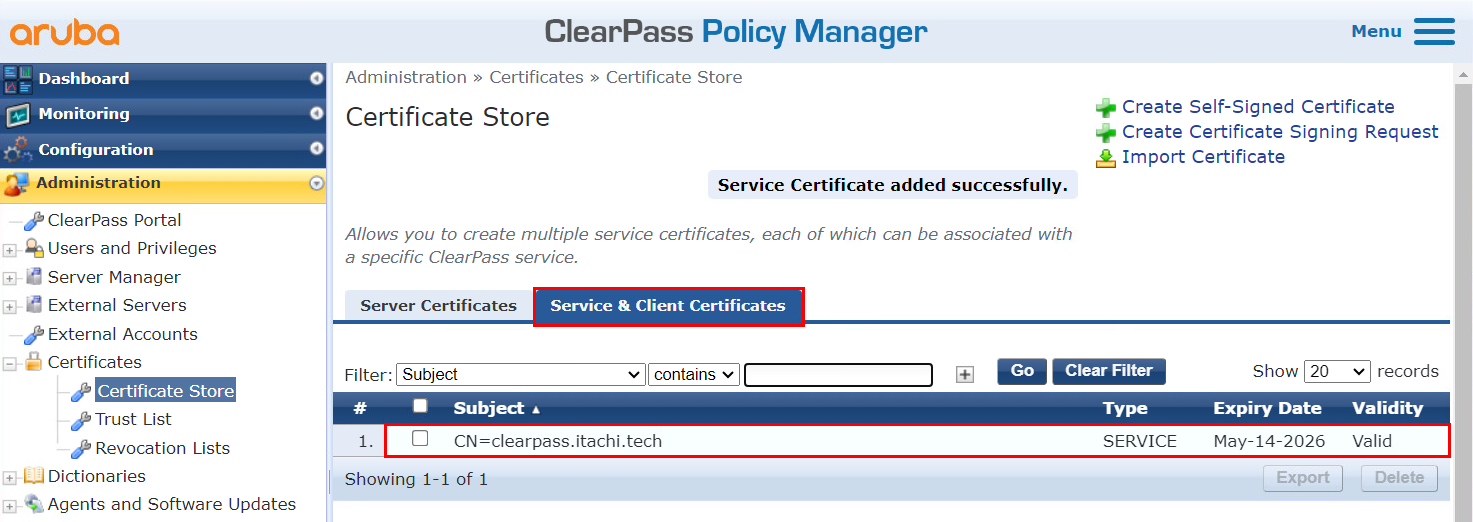 aruba
ClearPass Policy Manager
Menu
Dashboard
Monitoring
Configuration
Administration
ClearPass Portal
Users and Privileges
Server Manager
External Servers
External Accounts
Certificates
Certificate Store
Trust List
Revocation Lists
Dictionaries
Agents and Software Updates
Administration » Certificates » Certificate Store
Certificate Store
Create Self-Signed Certificate
Create Certificate Signing Request
Import Certificate
Service Certificate added successfully.
Allows you to create multiple service certificates, each of which can be associated with
a specific ClearPass service.
Server Certificates Service & Client Certificates
Filter: Subject contains Go Clear Filter Show 20 records
# Subject Type Expiry Date Validity
1. CN=clearpass.itachi.tech SERVICE May-14-2026 Valid
Showing 1-1 of 1 Export Delete